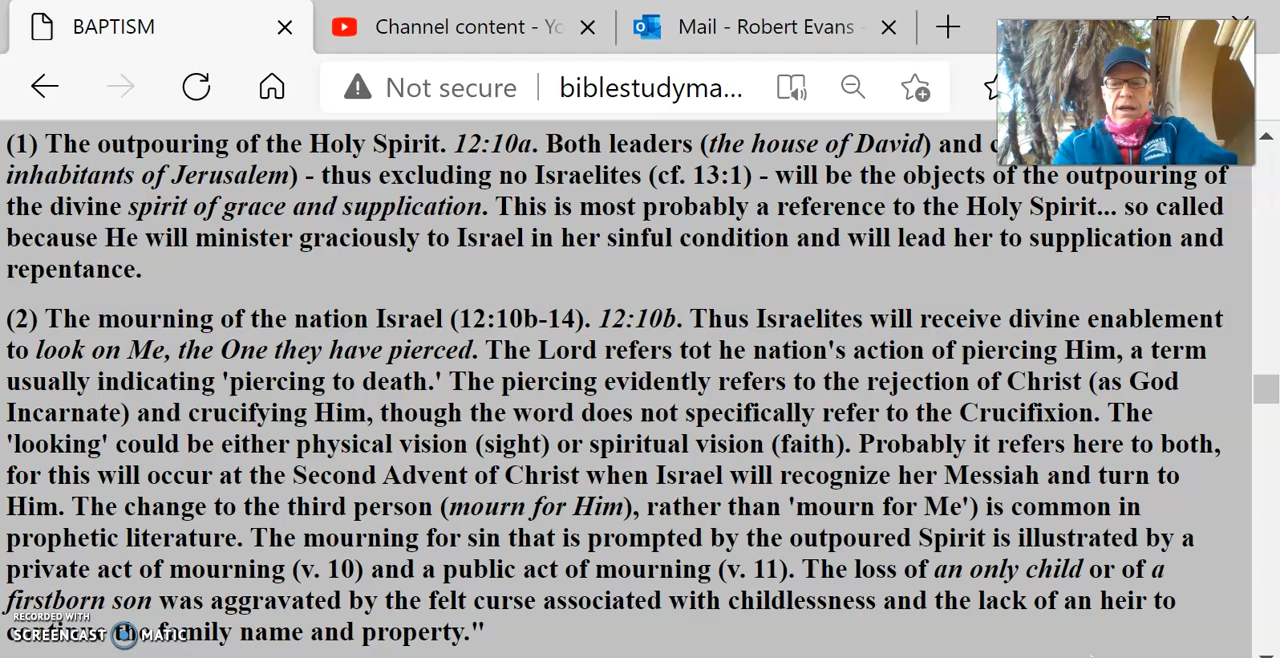 BAPTISM
Channel content - Yo
Mail - Robert Evans -
Not secure
biblestudyma...
(1) The outpouring of the Holy Spirit. 12:10a. Both leaders (the house of David) and c
inhabitants of Jerusalem) - thus excluding no Israelites (cf. 13:1) - will be the objects of the outpouring of
the divine spirit of grace and supplication. This is most probably a reference to the Holy Spirit... so called
because He will minister graciously to Israel in her sinful condition and will lead her to supplication and
repentance.
(2) The mourning of the nation Israel (12:10b-14). 12:10b. Thus Israelites will receive divine enablement
to look on Me, the One they have pierced. The Lord refers tot he nation's action of piercing Him, a term
usually indicating 'piercing to death.' The piercing evidently refers to the rejection of Christ (as God
Incarnate) and crucifying Him, though the word does not specifically refer to the Crucifixion. The
'looking' could be either physical vision (sight) or spiritual vision (faith). Probably it refers here to both,
for this will occur at the Second Advent of Christ when Israel will recognize her Messiah and turn to
Him. The change to the third person (mourn for Him), rather than 'mourn for Me') is common in
prophetic literature. The mourning for sin that is prompted by the outpoured Spirit is illustrated by a
private act of mourning (v. 10) and a public act of mourning (v. 11). The loss of an only child or of a
firstborn son was aggravated by the felt curse associated with childlessness and the lack of an heir to
continue the family name and property."
RECORDED WITH
SCREENCAST MATIC